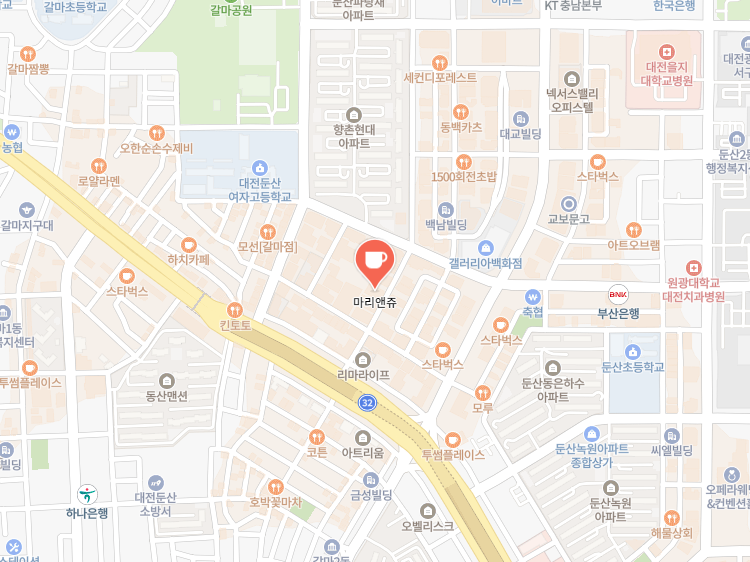 갈마공원
갈마초등학교
아파트
아파트
KT 충남본부
한국은행
갈마짬뽕
세컨디포레스트
대전을지
대학교병원
넥서스밸리
오피스텔
향촌현대
아파트
동백카츠
대교빌딩
농협
오한순손수제비
둔산2동
행정복지센
로얄라멘
대전둔산
여자고등학교
1500회전초밥
스타벅스
갈마지구대
백남빌딩
교보문고
모선[갈마점]
하치카페
갤러리아백화점
아트오브램
스타벅스
마리앤쥬
원광대학교
대전치과병원
축협
BNK
부산은행
킨토토
스타벅스
리마라이프
스타벅스
둔산초등학교
투썸플레이스
동산맨션
둔산동은하수
아파트
32
모루
코튼
아트리움
투썸플레이스
둔산녹원아파트
종합상가
씨엘빌딩
빌딩
대전둔산
소방서
호박꽃마차
금성빌딩
둔산녹원
아파트
오페라웨딩
&컨벤션
하나은행
오벨리스크
해물상회
갈마2동
스테이션